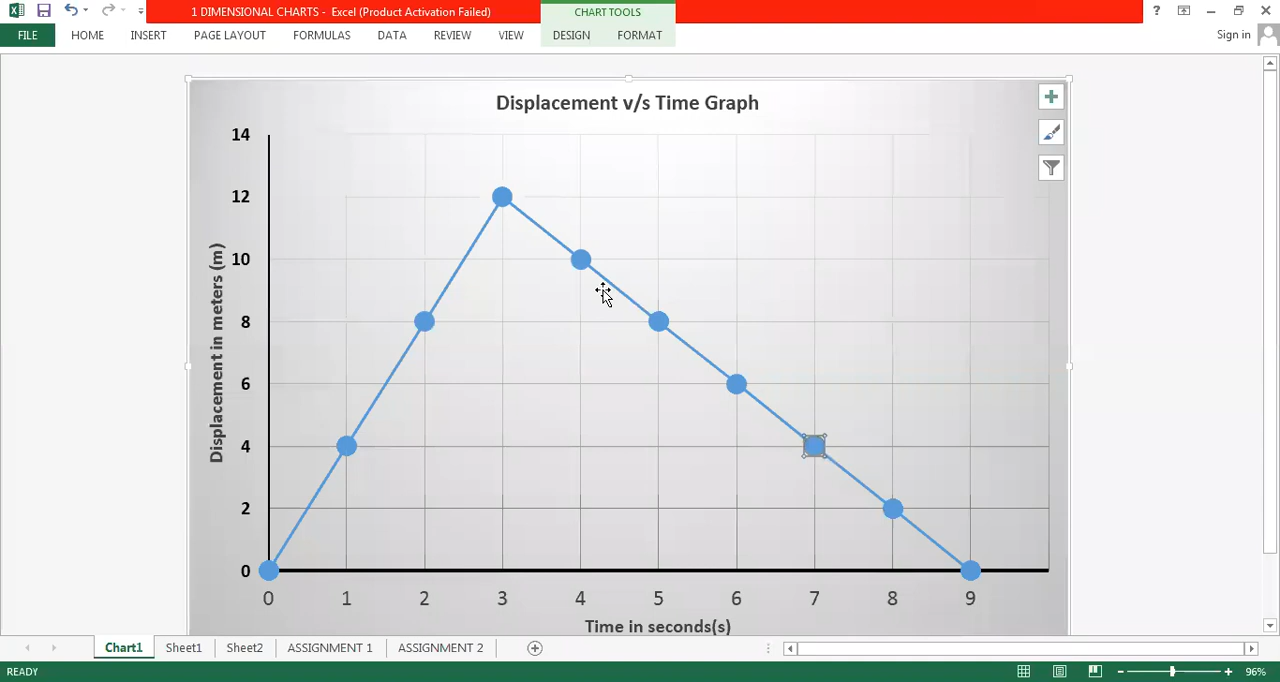 1 DIMENSIONAL CHARTS - Excel (Product Activation Failed)
CHART TOOLS
?
FILE HOME INSERT PAGE LAYOUT FORMULAS DATA REVIEW VIEW DESIGN FORMAT Sign in
Displacement v/s Time Graph
14
12
10
8
6
4
2
0
Displacement in meters (m)
0 1 2 3 4 5 6 7 8 9
Time in seconds(s)
Chart1 Sheet1 Sheet2 ASSIGNMENT 1 ASSIGNMENT 2
READY 96%